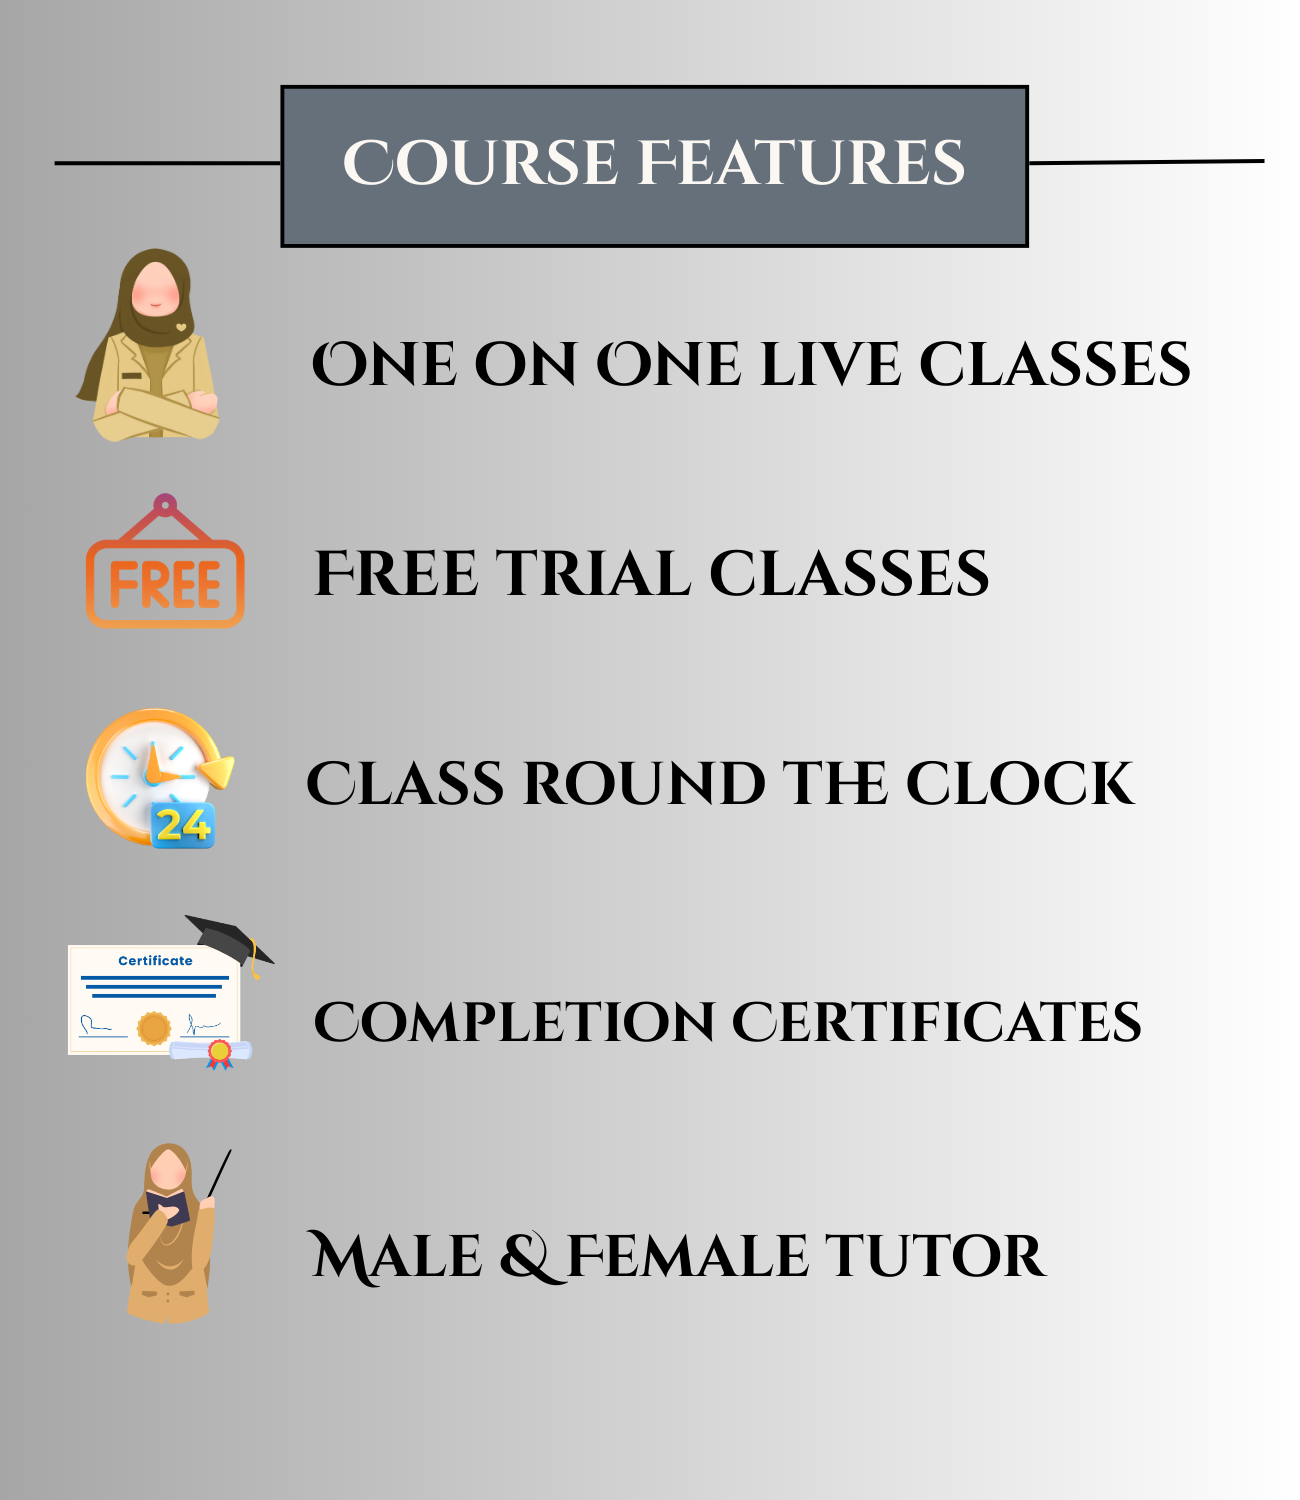 Course Features
One on One live classes
FREE
Free trial classes
24
Class round the clock
Certificate
Completion Certificates
Male & Female tutor